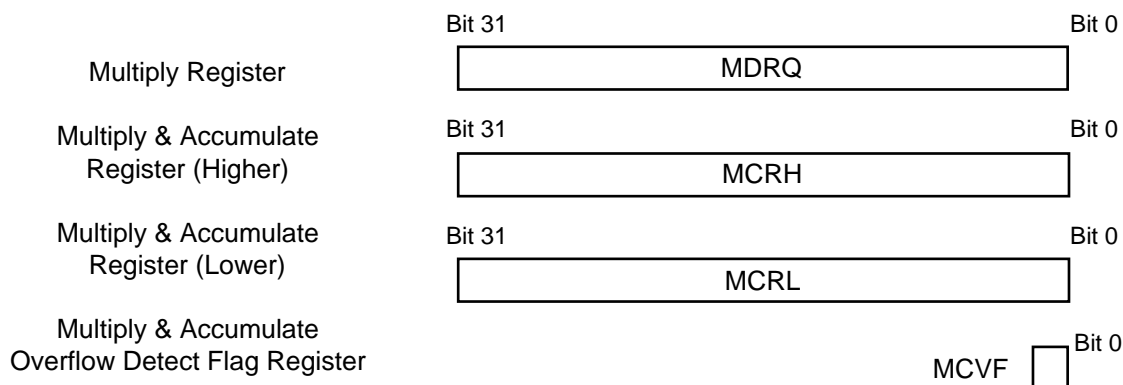 Bit 31 Bit 0
Multiply Register MDRQ
Bit 31 Bit 0
Multiply & Accumulate
Register (Higher) MCRH
Bit 31 Bit 0
Multiply & Accumulate
Register (Lower) MCRL
Multiply & Accumulate
Overflow Detect Flag Register
Bit 0
MCVF